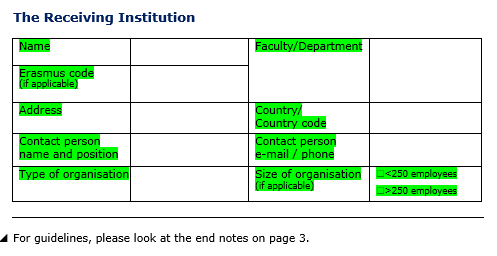 The Receiving Institution
Name
Faculty/Department
Erasmus code
(if applicable)
Address
Country/
Country code
Contact person
name and position
Contact person
e-mail / phone
Type of organisation
Size of organisation
(if applicable)
☐<250 employees
☐>250 employees
For guidelines, please look at the end notes on page 3.